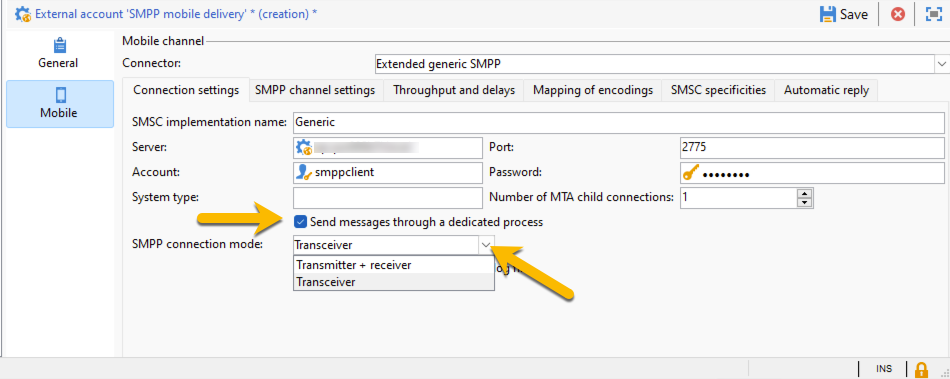 External account 'SMPP mobile delivery' * (creation) *
Save
General
Mobile
Mobile channel
Connector: Extended generic SMPP
Connection settings SMPP channel settings Throughput and delays Mapping of encodings SMSC specificities Automatic reply
SMSC implementation name: Generic
Server: Port: 2775
Account: smppclient Password: ••••••••
System type: Number of MTA child connections: 1
Send messages through a dedicated process
SMPP connection mode: Transceiver
Transmitter + receiver
Transceiver
INS